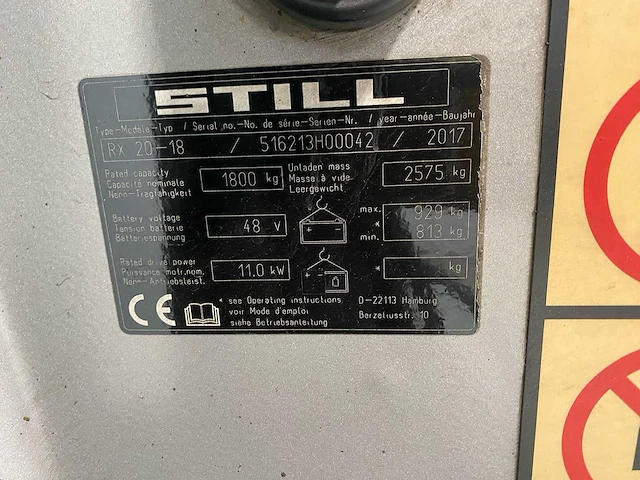 STILL
Type-Modèle-Typ / Serial no.-No. de série-Serien-Nr. / year-année-Baujahr
RX 20-18 / 516213H00042 / 2017
Rated capacity
Capacité nominale
Nenn-Tragfähigkeit
1800 kg
Unladen mass
Masse à vide
Leergewicht
2575 kg
Battery voltage
Tension batterie
Batteriespannung
48 V
max. 929 kg
*
min. 813 kg
Rated drive power
Puissance motr.nom.
Nenn-Antriebsleist.
11.0 kW
* kg
* see Operating instructions
voir Mode d'emploi
siehe Betriebsanleitung
D-22113 Hamburg
Berzeliusstr. 10
CE